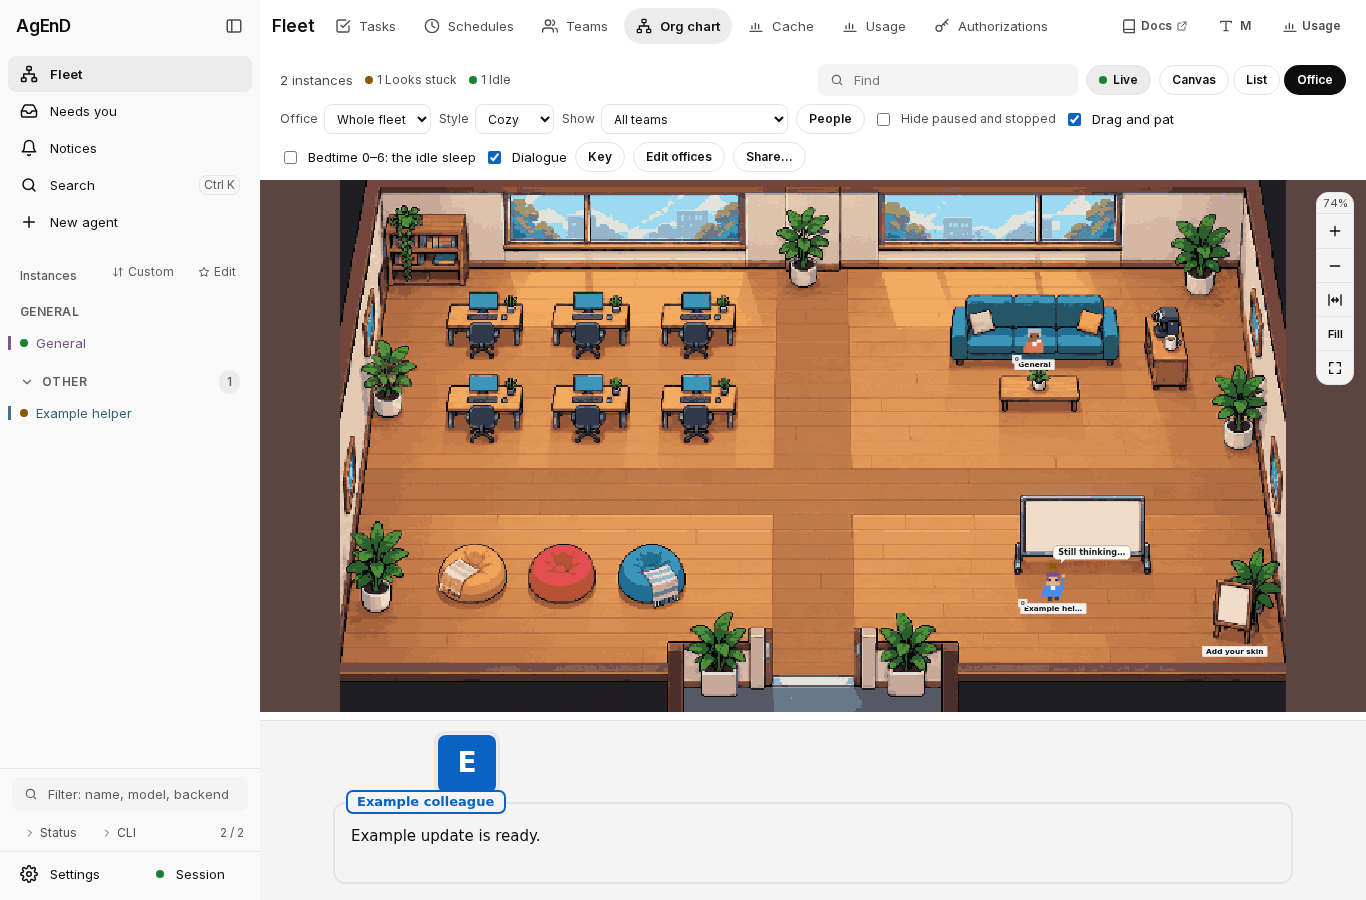 AgEnD
Fleet
Needs you
Notices
Search Ctrl K
New agent
Instances Custom Edit
GENERAL
General
OTHER 1
Example helper
Filter: name, model, backend
Status CLI 2 / 2
Settings Session
Fleet Tasks Schedules Teams Org chart Cache Usage Authorizations Docs M Usage
2 instances 1 Looks stuck 1 Idle Find Live Canvas List Office
Office Whole fleet Style Cozy Show All teams People Hide paused and stopped Drag and pat
Bedtime 0–6: the idle sleep Dialogue Key Edit offices Share...
74%
Fill
General
Still thinking...
Example hel...
Add your skin
E
Example colleague
Example update is ready.